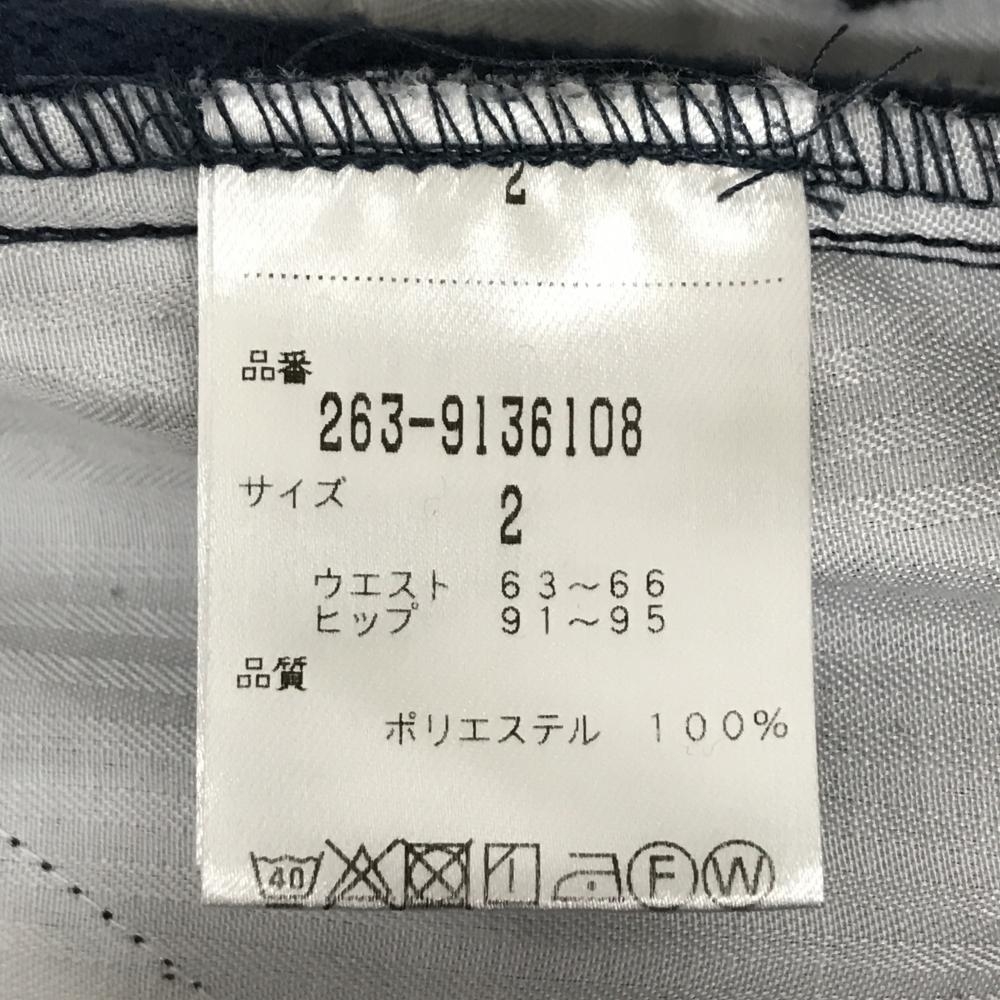 2
品番
263-9136108
サイズ 2
ウエスト 63～66
ヒップ 91～95
品質
ポリエステル 100%
40 F W